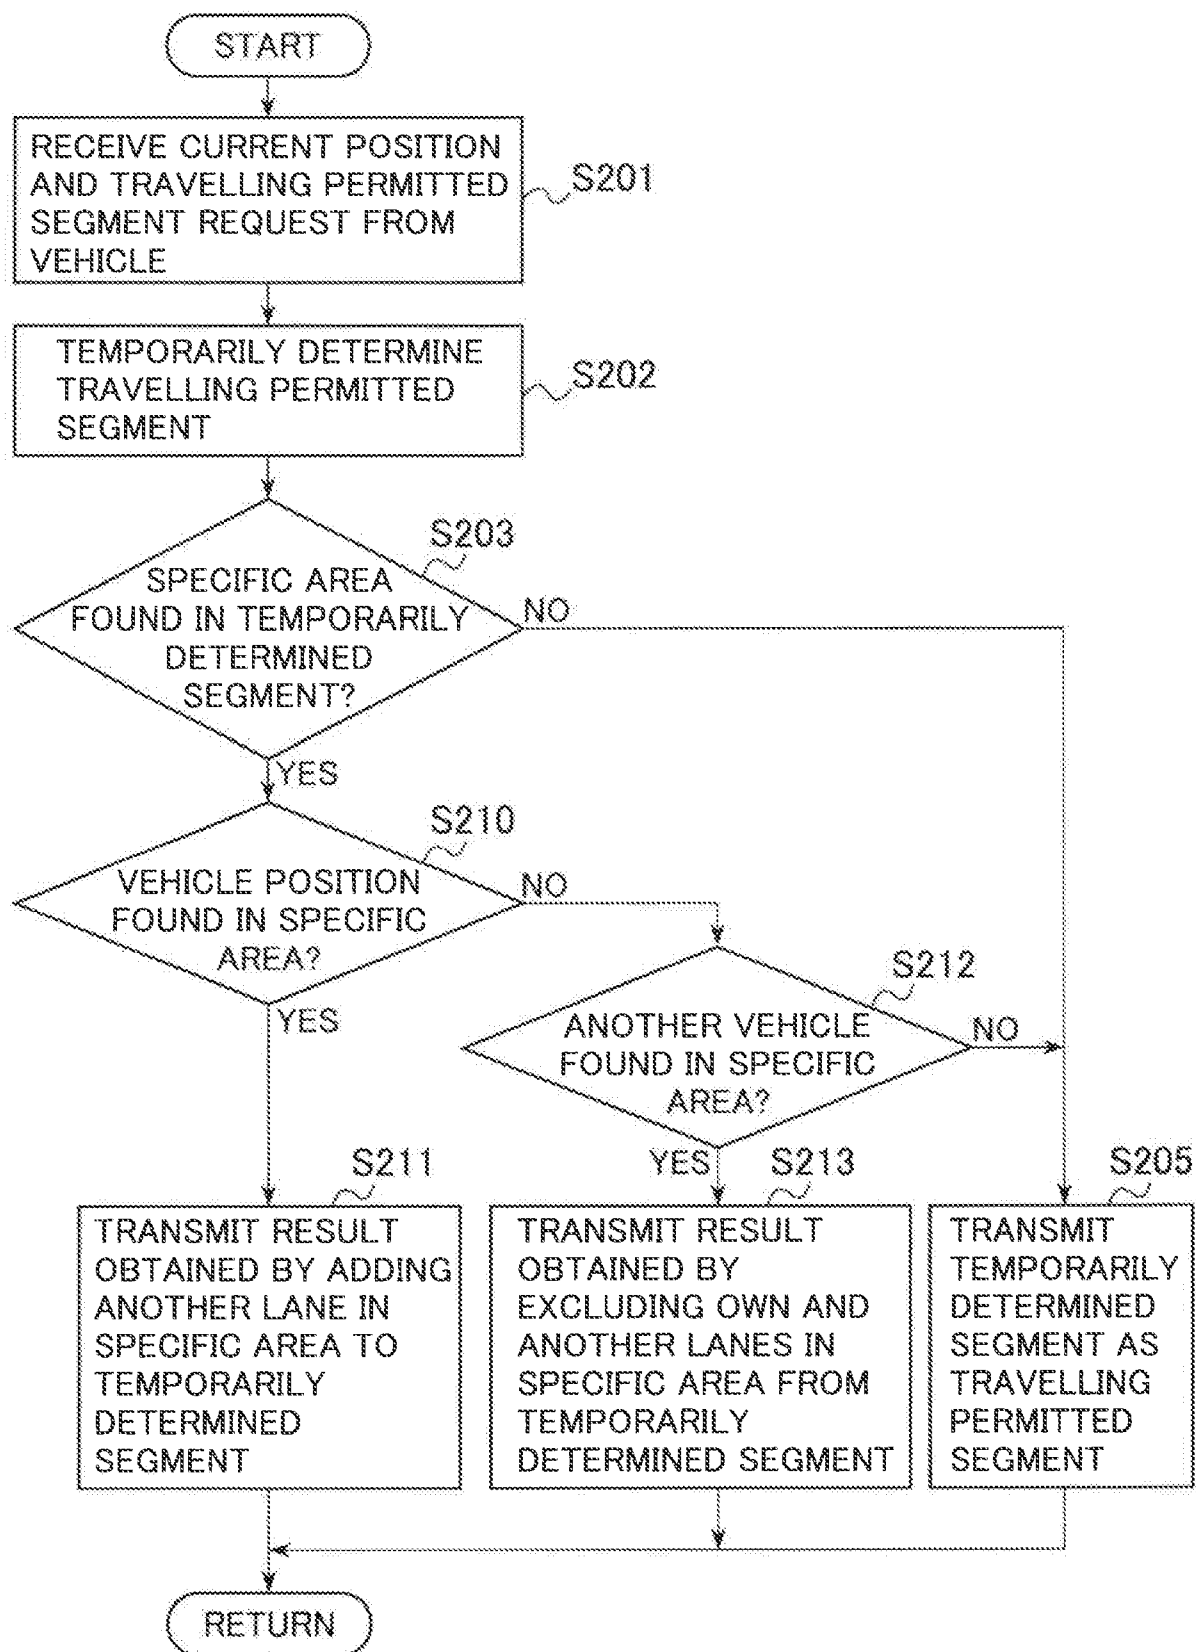 START
RECEIVE CURRENT POSITION
AND TRAVELLING PERMITTED
SEGMENT REQUEST FROM
VEHICLE
S201
TEMPORARILY DETERMINE
TRAVELLING PERMITTED
SEGMENT
S202
S203
SPECIFIC AREA
FOUND IN TEMPORARILY
DETERMINED
SEGMENT?
NO
YES
S210
VEHICLE POSITION
FOUND IN SPECIFIC
AREA?
NO
YES
S212
ANOTHER VEHICLE
FOUND IN SPECIFIC
AREA?
NO
YES
S211
TRANSMIT RESULT
OBTAINED BY ADDING
ANOTHER LANE IN
SPECIFIC AREA TO
TEMPORARILY
DETERMINED
SEGMENT
S213
TRANSMIT RESULT
OBTAINED BY
EXCLUDING OWN AND
ANOTHER LANES IN
SPECIFIC AREA FROM
TEMPORARILY
DETERMINED SEGMENT
S205
TRANSMIT
TEMPORARILY
DETERMINED
SEGMENT AS
TRAVELLING
PERMITTED
SEGMENT
RETURN